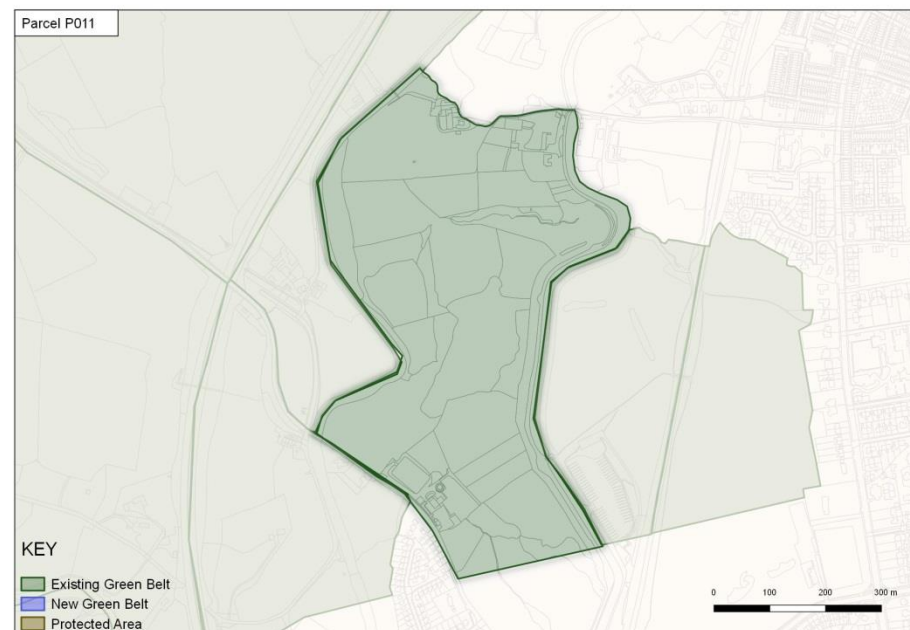 Parcel P011
KEY
Existing Green Belt
New Green Belt
Protected Area
0 100 200 300 m